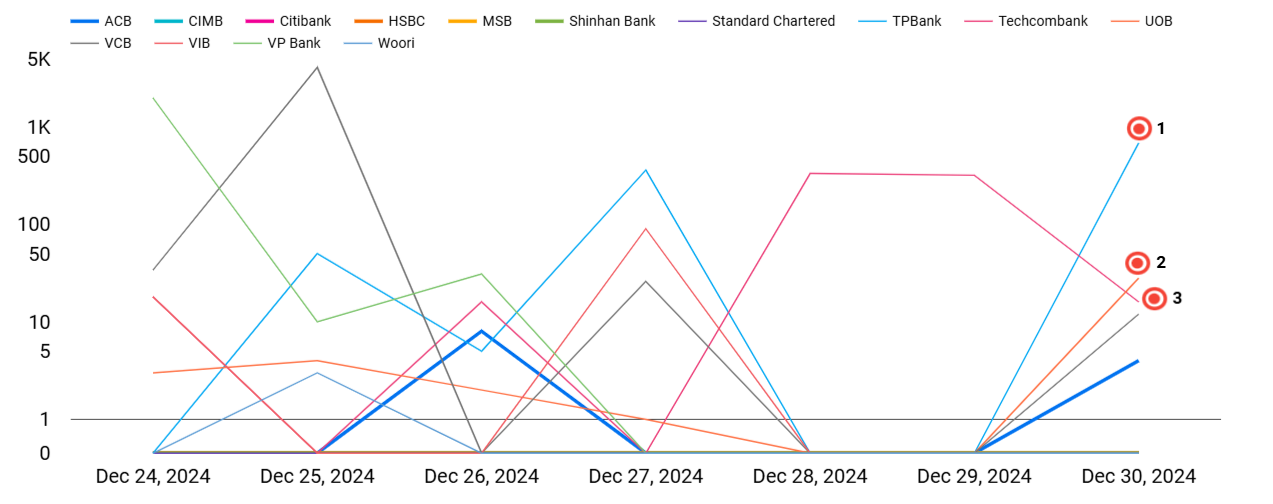 ACB CIMB Citibank HSBC MSB Shinhan Bank Standard Chartered TPBank Techcombank UOB
VCB VIB VP Bank Woori
5K
1K
500
100
50
10
5
1
0
1
2
3
Dec 24, 2024 Dec 25, 2024 Dec 26, 2024 Dec 27, 2024 Dec 28, 2024 Dec 29, 2024 Dec 30, 2024